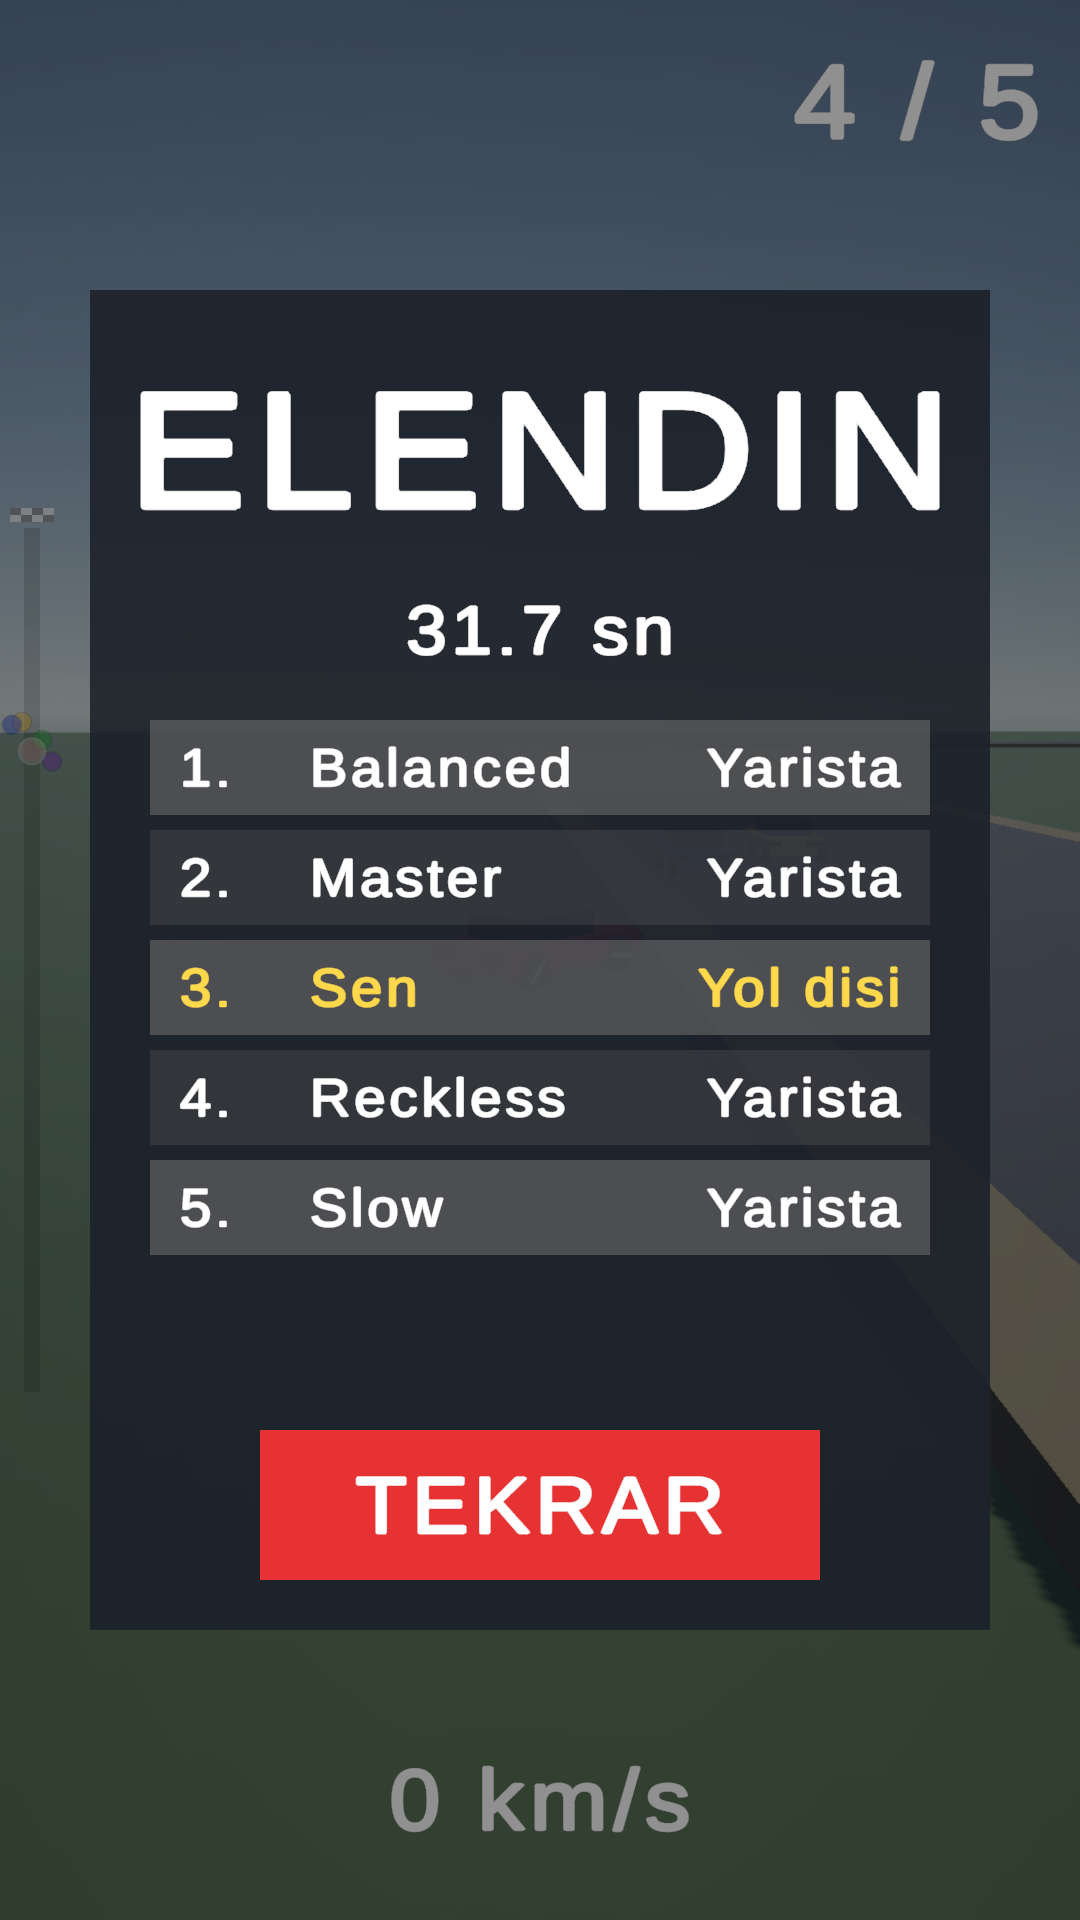 4 / 5
ELENDIN
31.7 sn
1. Balanced Yarista
2. Master Yarista
3. Sen Yol disi
4. Reckless Yarista
5. Slow Yarista
TEKRAR
0 km/s